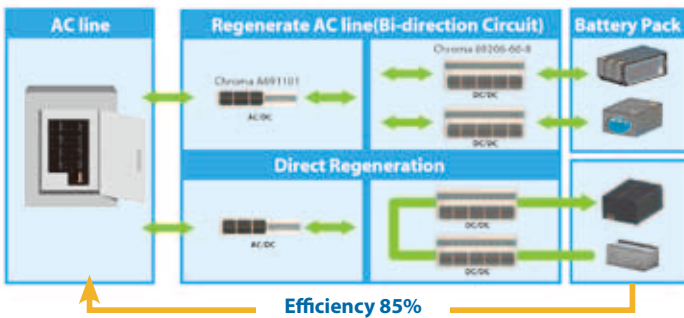 AC line
Regenerate AC line(Bi-direction Circuit)
Battery Pack
Chroma A691101
AC/DC
Chroma 69206-60-8
DC/DC
DC/DC
Direct Regeneration
AC/DC
DC/DC
DC/DC
Efficiency 85%